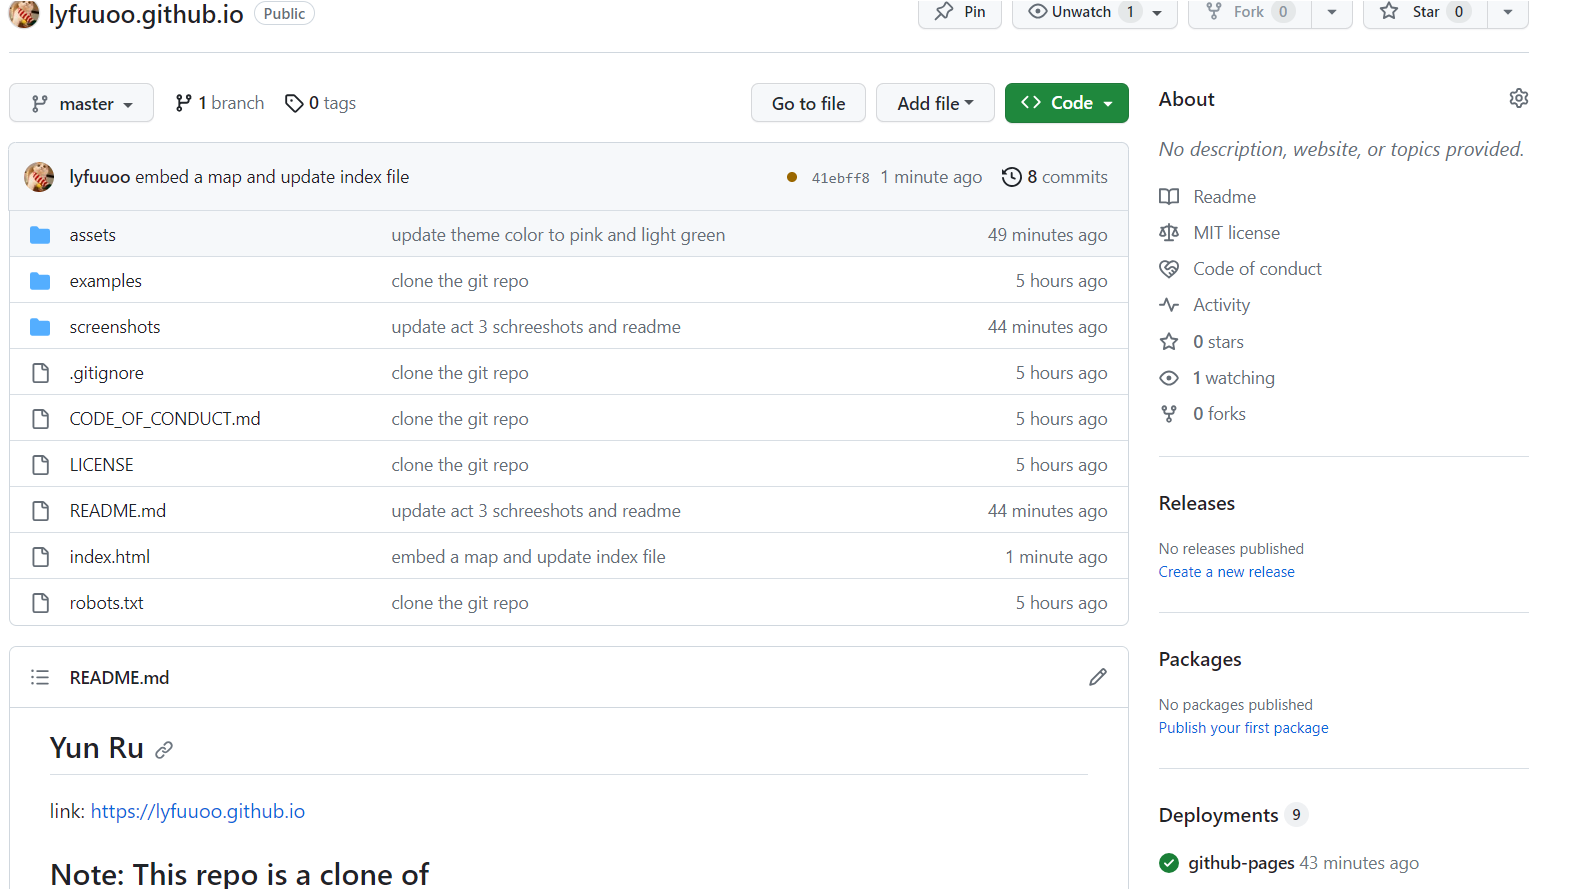 lyfuuoo.github.io Public
Pin Unwatch 1 Fork 0 Star 0
master 1 branch 0 tags Go to file Add file Code
lyfuuoo embed a map and update index file 41ebff8 1 minute ago 8 commits
assets update theme color to pink and light green 49 minutes ago
examples clone the git repo 5 hours ago
screenshots update act 3 schreeshots and readme 44 minutes ago
.gitignore clone the git repo 5 hours ago
CODE_OF_CONDUCT.md clone the git repo 5 hours ago
LICENSE clone the git repo 5 hours ago
README.md update act 3 schreeshots and readme 44 minutes ago
index.html embed a map and update index file 1 minute ago
robots.txt clone the git repo 5 hours ago
README.md
Yun Ru
link: https://lyfuuoo.github.io
Note: This repo is a clone of
About
No description, website, or topics provided.
Readme
MIT license
Code of conduct
Activity
0 stars
1 watching
0 forks
Releases
No releases published
Create a new release
Packages
No packages published
Publish your first package
Deployments 9
github-pages 43 minutes ago